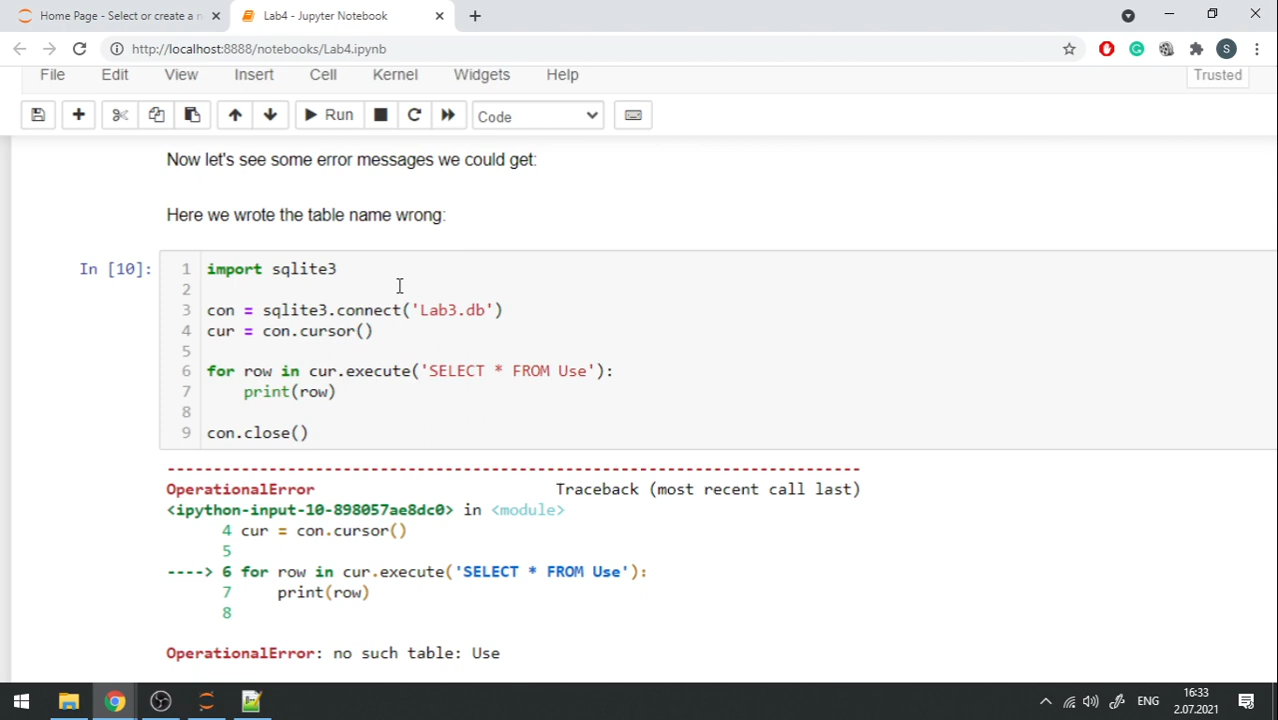 Home Page - Select or create a n
Lab4 - Jupyter Notebook
http://localhost:8888/notebooks/Lab4.ipynb
S
File Edit View Insert Cell Kernel Widgets Help
Trusted
Run
Code
Now let's see some error messages we could get:
Here we wrote the table name wrong:
In [10]:
1 import sqlite3
2
3 con = sqlite3.connect('Lab3.db')
4 cur = con.cursor()
5
6 for row in cur.execute('SELECT * FROM Use'):
7     print(row)
8
9 con.close()
---------------------------------------------------------------------------
OperationalError                          Traceback (most recent call last)
<ipython-input-10-898057ae8dc0> in <module>
      4 cur = con.cursor()
      5
----> 6 for row in cur.execute('SELECT * FROM Use'):
      7     print(row)
      8
OperationalError: no such table: Use
ENG
16:33
2.07.2021